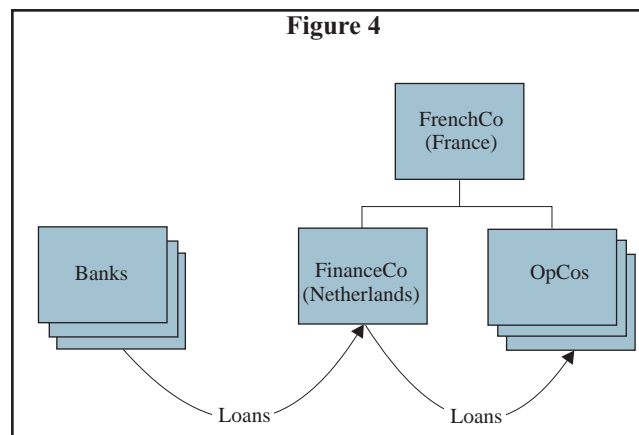 Figure 4
FrenchCo
(France)
Banks
FinanceCo
(Netherlands)
OpCos
Loans
Loans